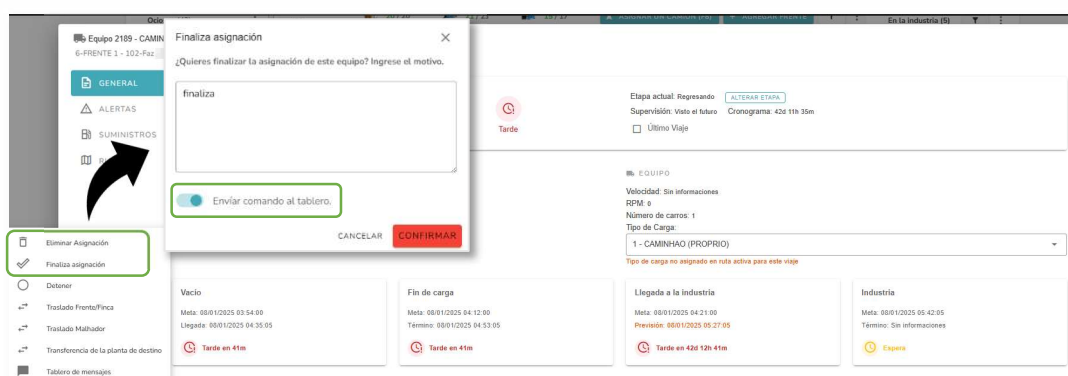 En la industria (5)
Equipo 2189 - CAMIN
6-FRENTE 1 - 102-Faz
GENERAL
ALERTAS
SUMINISTROS
Finaliza asignación
¿Quieres finalizar la asignación de este equipo? Ingrese el motivo.
finaliza
Envíar comando al tablero.
CANCELAR
CONFIRMAR
Tarde
Etapa actual: Regresando
ALTERAR ETAPA
Supervisión: Visto el futuro Cronograma: 42d 11h 35m
Último Viaje
EQUIPO
Velocidad: Sin informaciones
RPM: 0
Número de carros: 1
Tipo de Carga:
1 - CAMINHAO (PROPRIO)
Tipo de carga no asignado en ruta activa para este viaje
Eliminar Asignación
Finaliza asignación
Detener
Traslado Frente/Finca
Traslado Malhador
Transferencia de la planta de destino
Tablero de mensajes
Vacío
Meta: 08/01/2025 03:54:00
Llegada: 08/01/2025 04:35:05
Tarde en 41m
Fin de carga
Meta: 08/01/2025 04:12:00
Término: 08/01/2025 04:53:05
Tarde en 41m
Llegada a la industria
Meta: 08/01/2025 04:21:00
Previsión: 08/01/2025 05:27:05
Tarde en 42d 12h 41m
Industria
Meta: 08/01/2025 05:42:05
Término: Sin informaciones
Espera